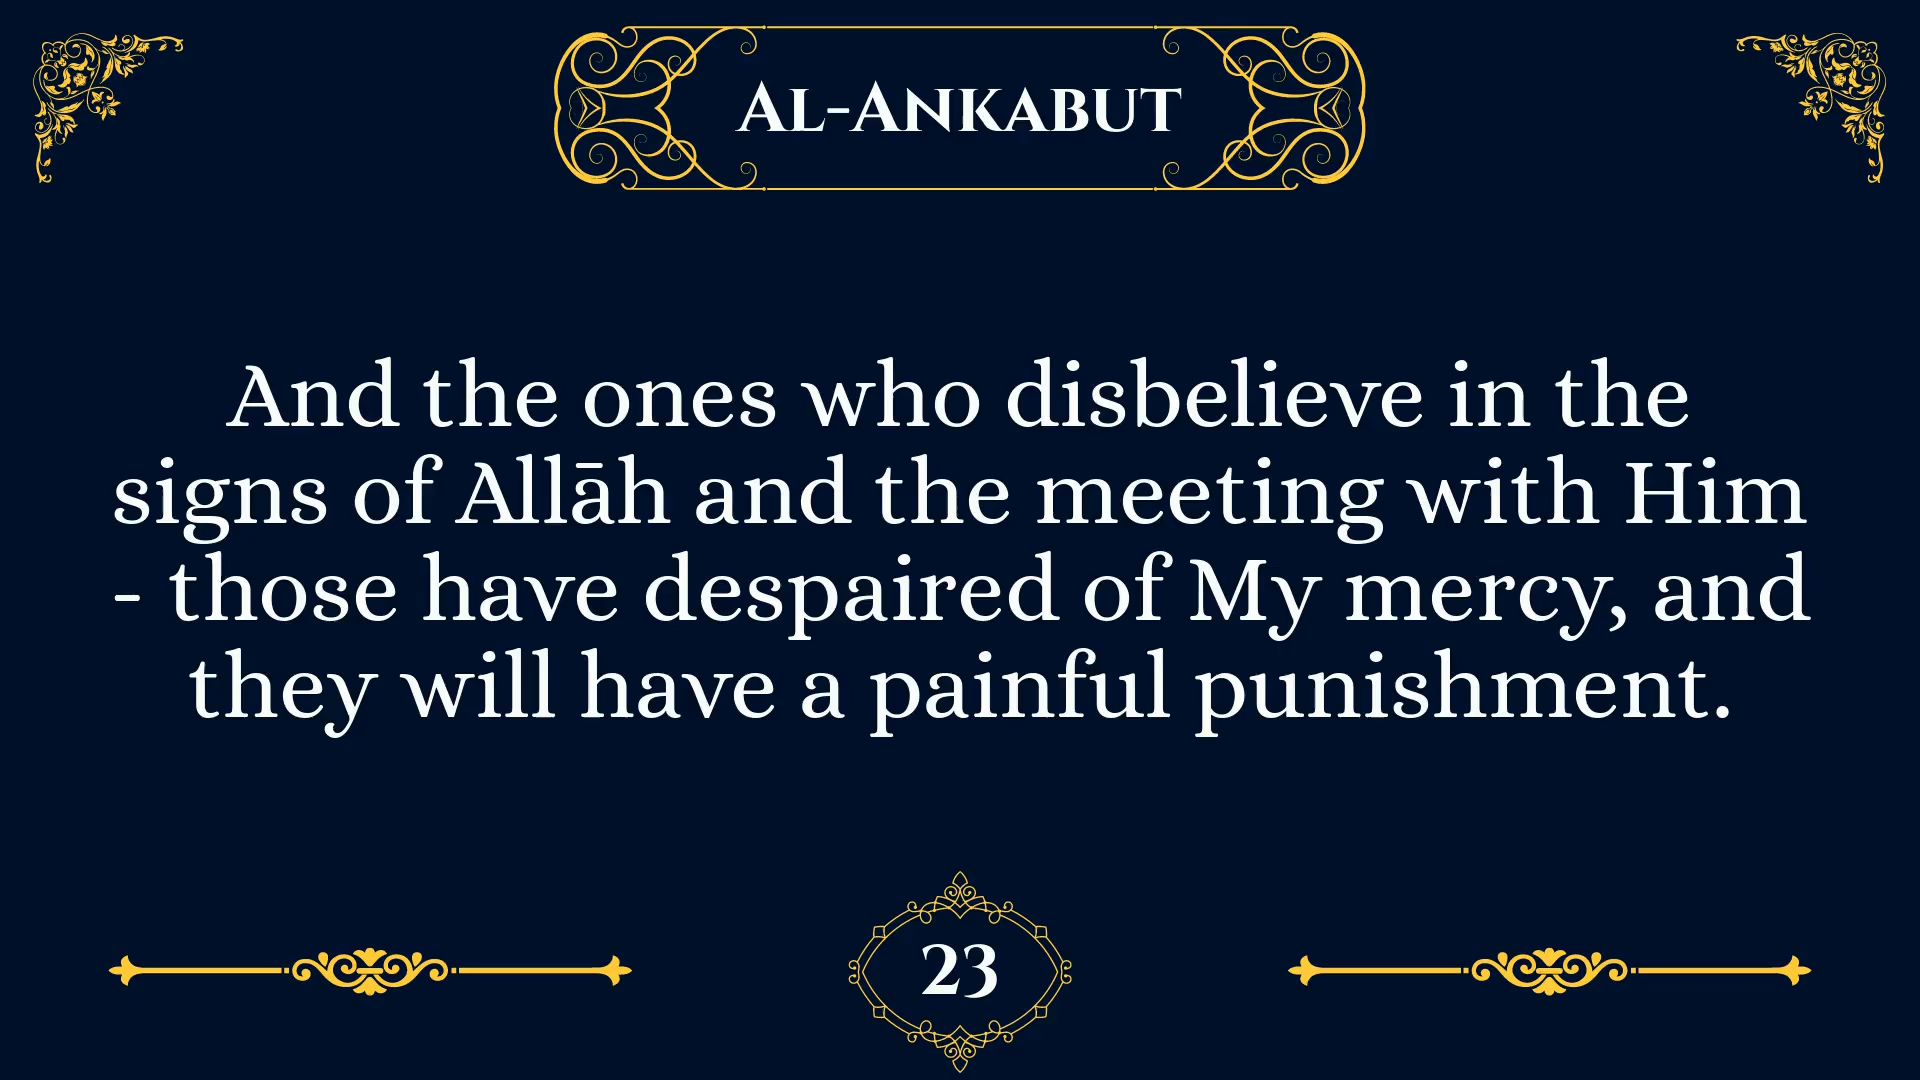 Al-Ankabut
And the ones who disbelieve in the
signs of Allāh and the meeting with Him
- those have despaired of My mercy, and
they will have a painful punishment.
23